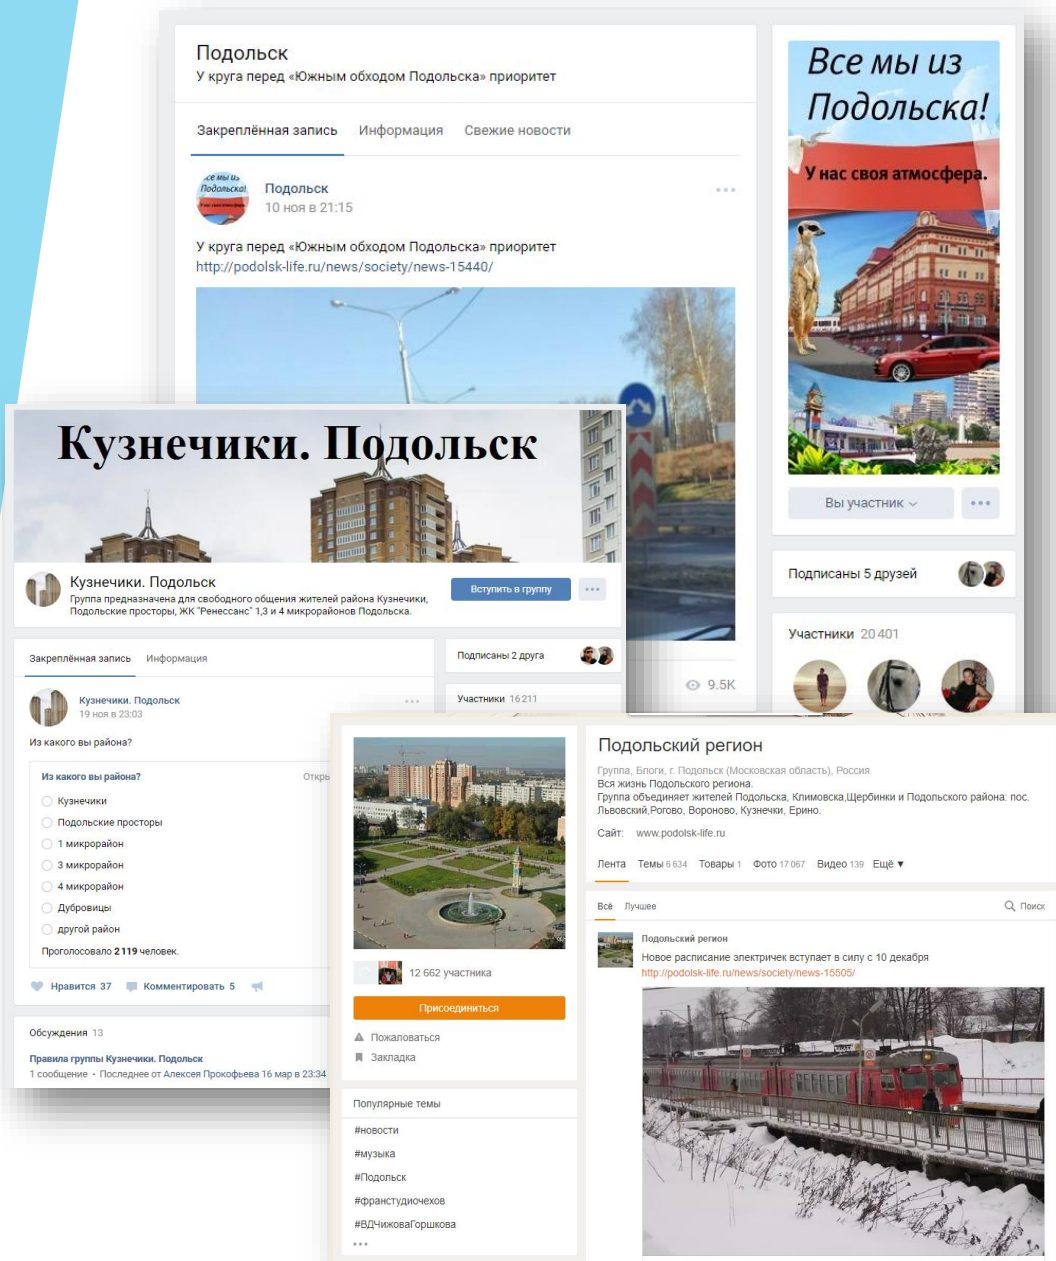 Подольск
У круга перед «Южным обходом Подольска» приоритет
Закреплённая запись Информация Свежие новости
Подольска!
Подольск
10 ноя в 21:15
У круга перед «Южным обходом Подольска» приоритет
http://podolsk-life.ru/news/society/news-15440/
9.5K
Все мы из
Подольска!
У нас своя атмосфера.
Вы участник
Подписаны 5 друзей
Участники 20 401
Кузнечики. Подольск
Кузнечики. Подольск
Группа предназначена для свободного общения жителей района Кузнечики,
Подольские просторы, ЖК "Ренессанс" 1,3 и 4 микрорайонов Подольска.
Вступить в группу
Закреплённая запись Информация
Подписаны 2 друга
Участники 16 211
Кузнечики. Подольск
19 ноя в 23:03
Из какого вы района?
Из какого вы района?
Откры
Кузнечики
Подольские просторы
1 микрорайон
3 микрорайон
4 микрорайон
Дубровицы
другой район
Проголосовало 2 119 человек.
Нравится 37 Комментировать 5
Обсуждения 13
Правила группы Кузнечики. Подольск
1 сообщение · Последнее от Алексея Прокофьева 16 мар в 23:34
12 662 участника
Присоединиться
Пожаловаться
Закладка
Популярные темы
#новости
#музыка
#Подольск
#франстудиочехов
#ВДЧижоваГоршкова
Подольский регион
Группа, Блоги, г. Подольск (Московская область), Россия
Вся жизнь Подольского региона.
Группа объединяет жителей Подольска, Климовска,Щербинки и Подольского района: пос.
Львовский,Рогово, Вороново, Кузнечки, Ерино.
Сайт: www.podolsk-life.ru
Лента Темы 6 634 Товары 1 Фото 17 067 Видео 139 Ещё ▼
Всё Лучшее
Поиск
Подольский регион
Новое расписание электричек вступает в силу с 10 декабря
http://podolsk-life.ru/news/society/news-15505/